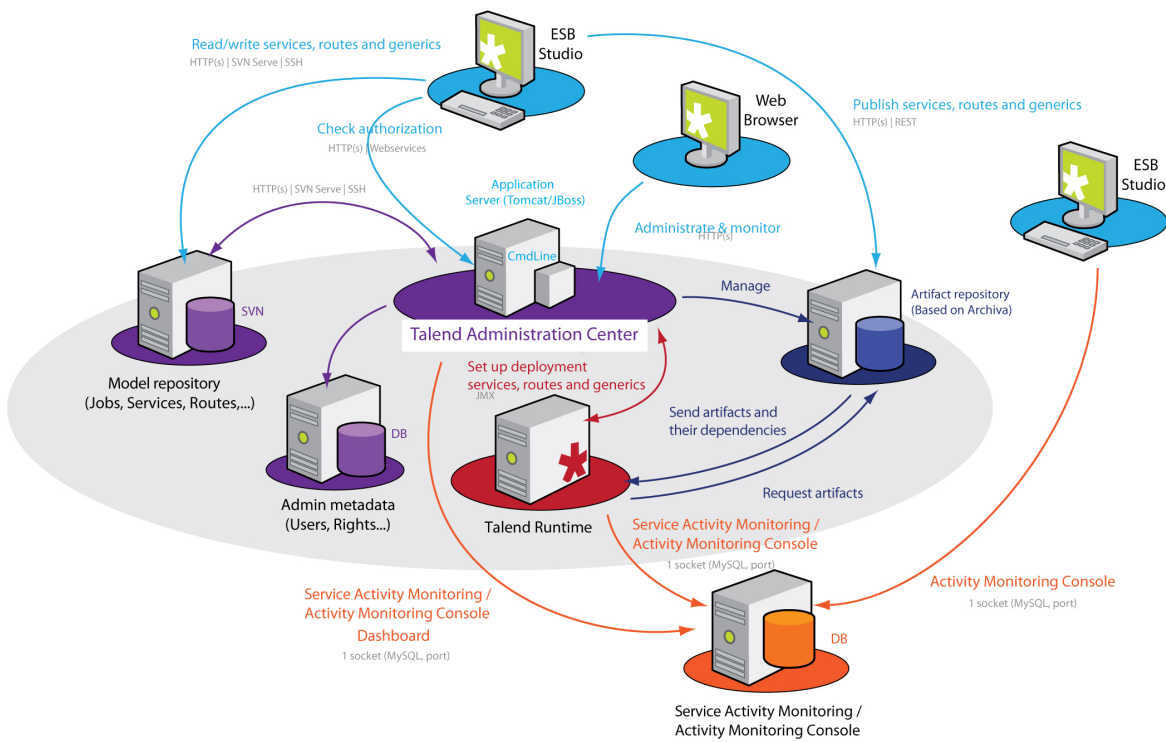 ESB
Studio
Read/write services, routes and generics
HTTP(s) | SVN Serve | SSH
Web
Browser
Publish services, routes and generics
HTTP(s) | REST
Check authorization
HTTP(s) | Webservices
ESB
Studio
HTTP(s) | SVN Serve | SSH
Application
Server (Tomcat/JBoss)
Administrate & monitor
HTTP(s)
CmdLine
Manage
Artifact repository
(Based on Archiva)
SVN
Talend Administration Center
Model repository
(Jobs, Services, Routes,...)
Set up deployment
services, routes and generics
JMX
Send artifacts and
their dependencies
DB
Request artifacts
Admin metadata
(Users, Rights...)
Talend Runtime
Service Activity Monitoring /
Activity Monitoring Console
1 socket (MySQL, port)
Activity Monitoring Console
1 socket (MySQL, port)
Service Activity Monitoring /
Activity Monitoring Console
Dashboard
1 socket (MySQL, port)
DB
Service Activity Monitoring /
Activity Monitoring Console